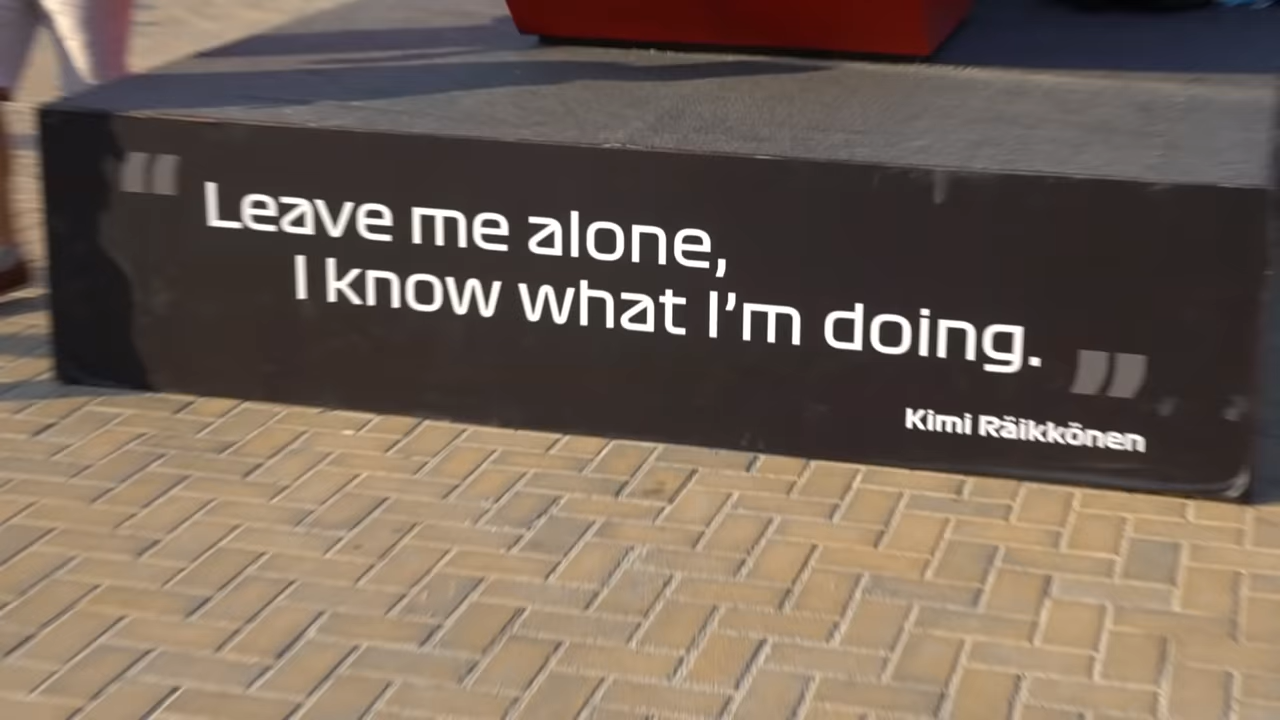 “Leave me alone,
I know what I’m doing.”
Kimi Räikkönen